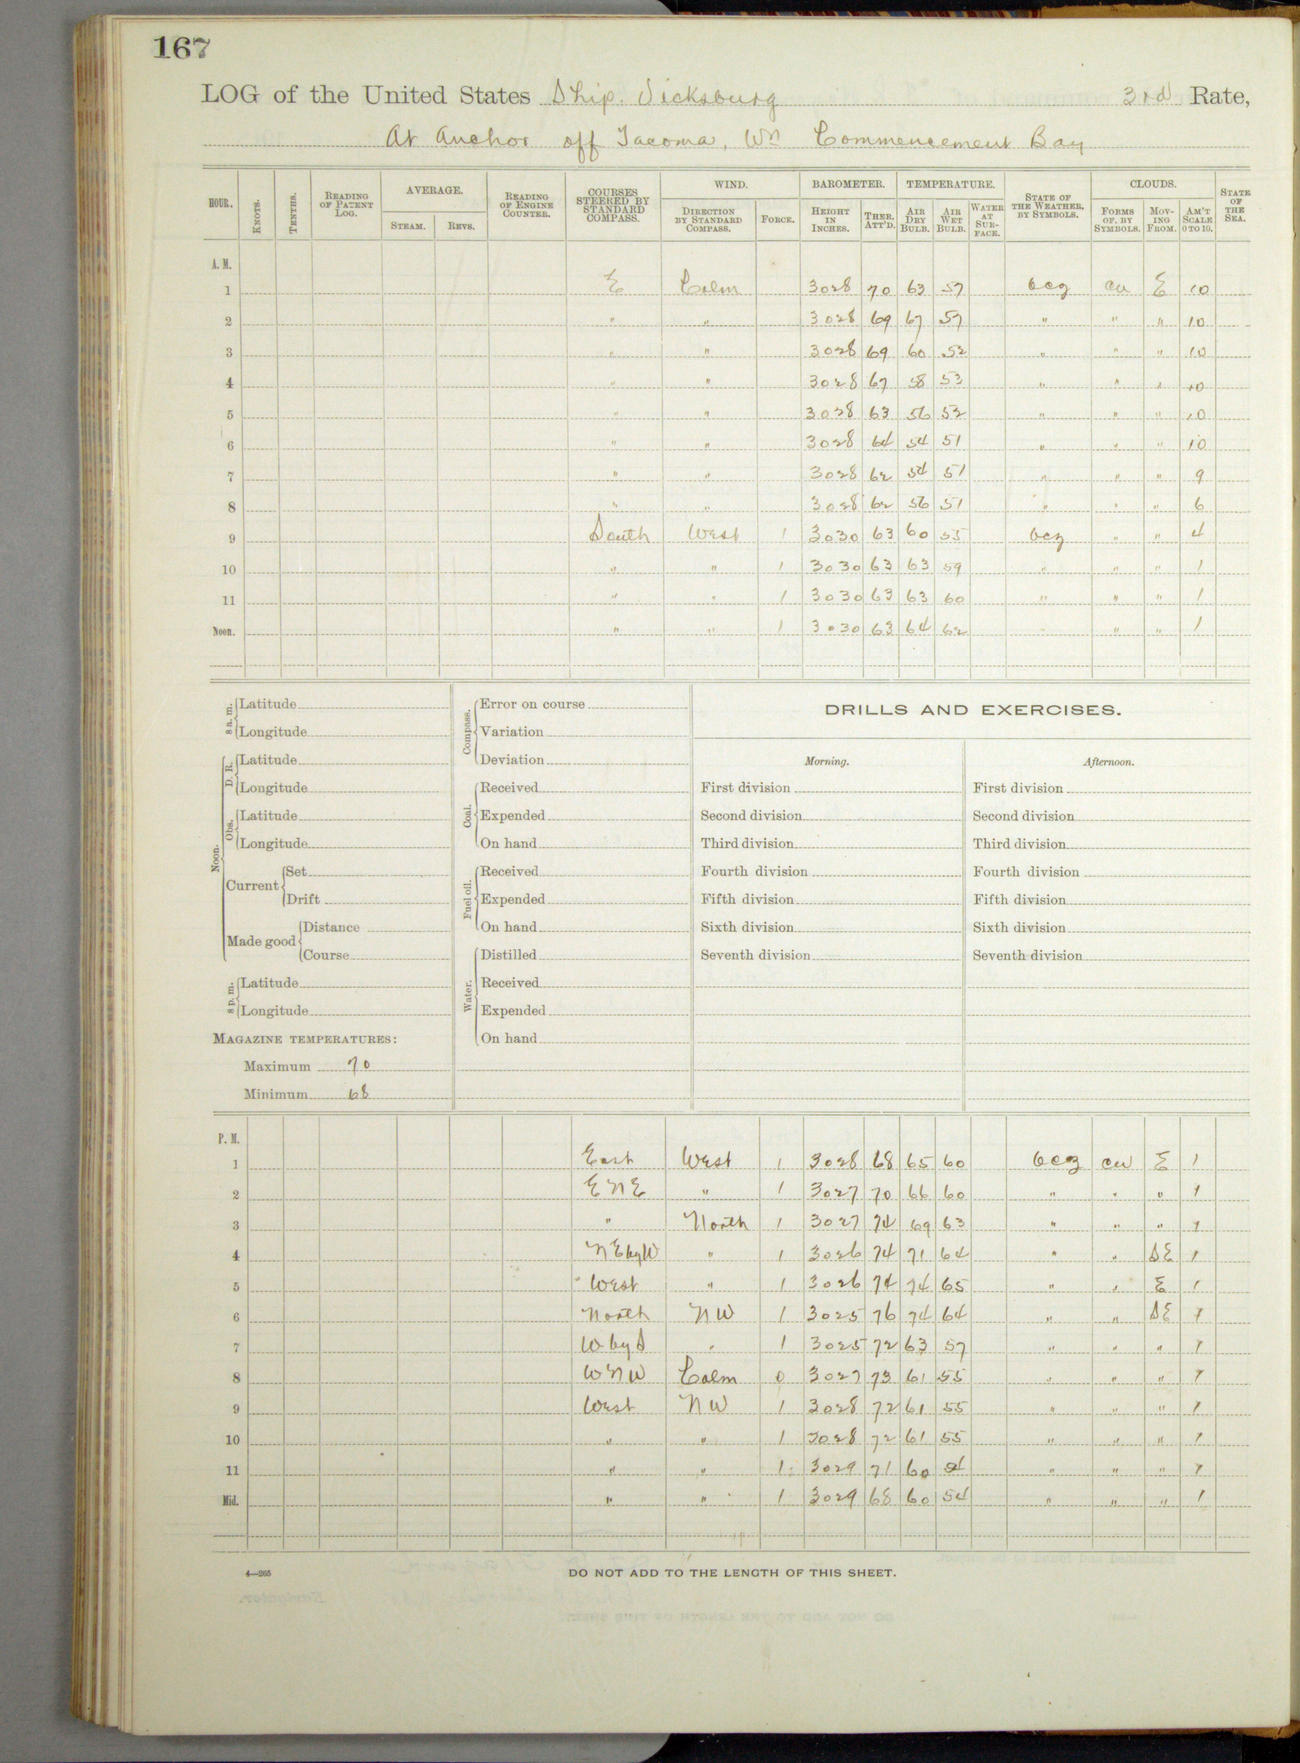 167
LOG of the United States Ship. Vicksburg 3rd Rate,
At Anchor off Tacoma, Wn Commencement Bay
HOUR. KNOTS. TENTHS. READING OF PATENT LOG. AVERAGE. STEAM. REVS. READING OF ENGINE COUNTER. COURSES STEERED BY STANDARD COMPASS. WIND. DIRECTION BY STANDARD COMPASS. FORCE. BAROMETER. HEIGHT IN INCHES. THER. ATT'D. TEMPERATURE. AIR DRY BULB. AIR WET BULB. WATER AT SURFACE. STATE OF THE WEATHER, BY SYMBOLS. CLOUDS. FORMS OF, BY SYMBOLS. MOVING FROM. AM'T SCALE 0 TO 10. STATE OF THE SEA.
A. M.
1 E Calm 3028 70 63 57 bcz cu E 10
2 " " 3028 69 67 57 " " " 10
3 " " 3028 69 60 52 " " " 10
4 " " 3028 67 58 53 " " " 10
5 " " 3028 63 56 52 " " " 10
6 " " 3028 64 54 51 " " " 10
7 " " 3028 62 54 51 " " " 9
8 " " 3028 62 56 51 " " " 6
9 South West 1 3030 63 60 55 bcz " " 4
10 " " 1 3030 63 63 59 " " " 1
11 " " 1 3030 63 63 60 " " " 1
Noon. " " 1 3030 63 64 62 " " " 1
8 a. m. Latitude
Longitude
Noon. D. R. Latitude
Longitude
Obs. Latitude
Longitude
Current Set
Drift
Made good Distance
Course
8 p. m. Latitude
Longitude
MAGAZINE TEMPERATURES:
Maximum 70
Minimum 68
Compass. Error on course
Variation
Deviation
Coal. Received
Expended
On hand
Fuel oil. Received
Expended
On hand
Water. Distilled
Received
Expended
On hand
DRILLS AND EXERCISES.
Morning.
First division
Second division
Third division
Fourth division
Fifth division
Sixth division
Seventh division
Afternoon.
First division
Second division
Third division
Fourth division
Fifth division
Sixth division
Seventh division
P. M.
1 East West 1 3028 68 65 60 bcz cu E 1
2 ENE " 1 3027 70 66 60 " " " 1
3 " North 1 3027 74 69 63 " " " 1
4 NEbyN " 1 3026 74 71 64 " " SE 1
5 West " 1 3026 74 74 65 " " E 1
6 North NW 1 3025 76 74 64 " " SE 1
7 WbyS " 1 3025 72 63 57 " " " 1
8 WNW Calm 0 3027 73 61 55 " " " 1
9 West NW 1 3028 72 61 55 " " " 1
10 " " 1 3028 72 61 55 " " " 1
11 " " 1 3029 71 60 54 " " " 1
Mid. " " 1 3029 68 60 54 " " " 1
4—265
DO NOT ADD TO THE LENGTH OF THIS SHEET.